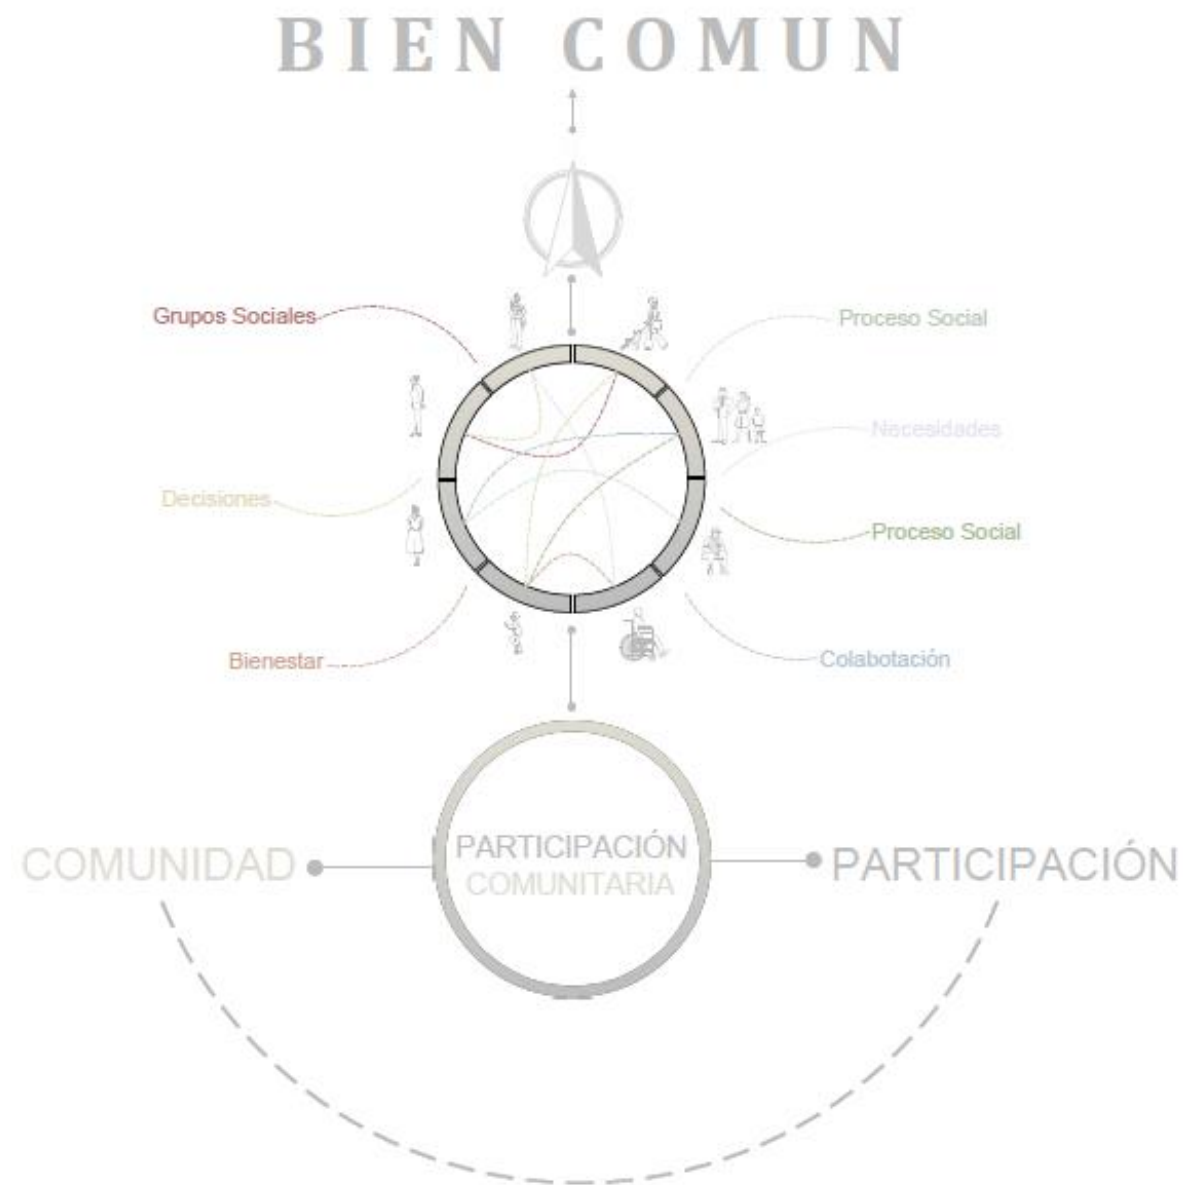 BIEN COMUN
Grupos Sociales
Proceso Social
Necesidades
Decisiones
Proceso Social
Bienestar
Colabotación
COMUNIDAD
PARTICIPACIÓN
COMUNITARIA
PARTICIPACIÓN